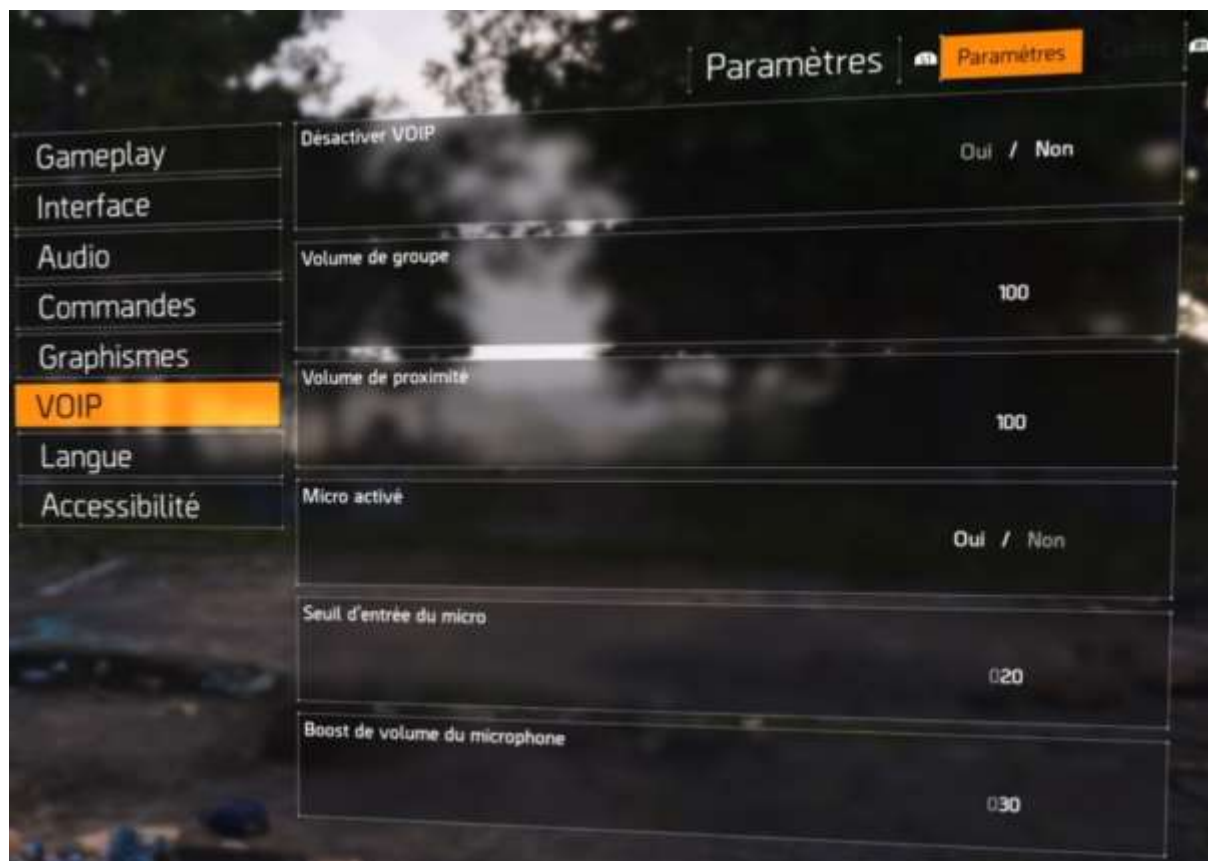 Paramètres
Paramètres
Gameplay
Interface
Audio
Commandes
Graphismes
VOIP
Langue
Accessibilité
Désactiver VOIP
Oui / Non
Volume de groupe
100
Volume de proximité
100
Micro activé
Oui / Non
Seuil d'entrée du micro
020
Boost de volume du microphone
030